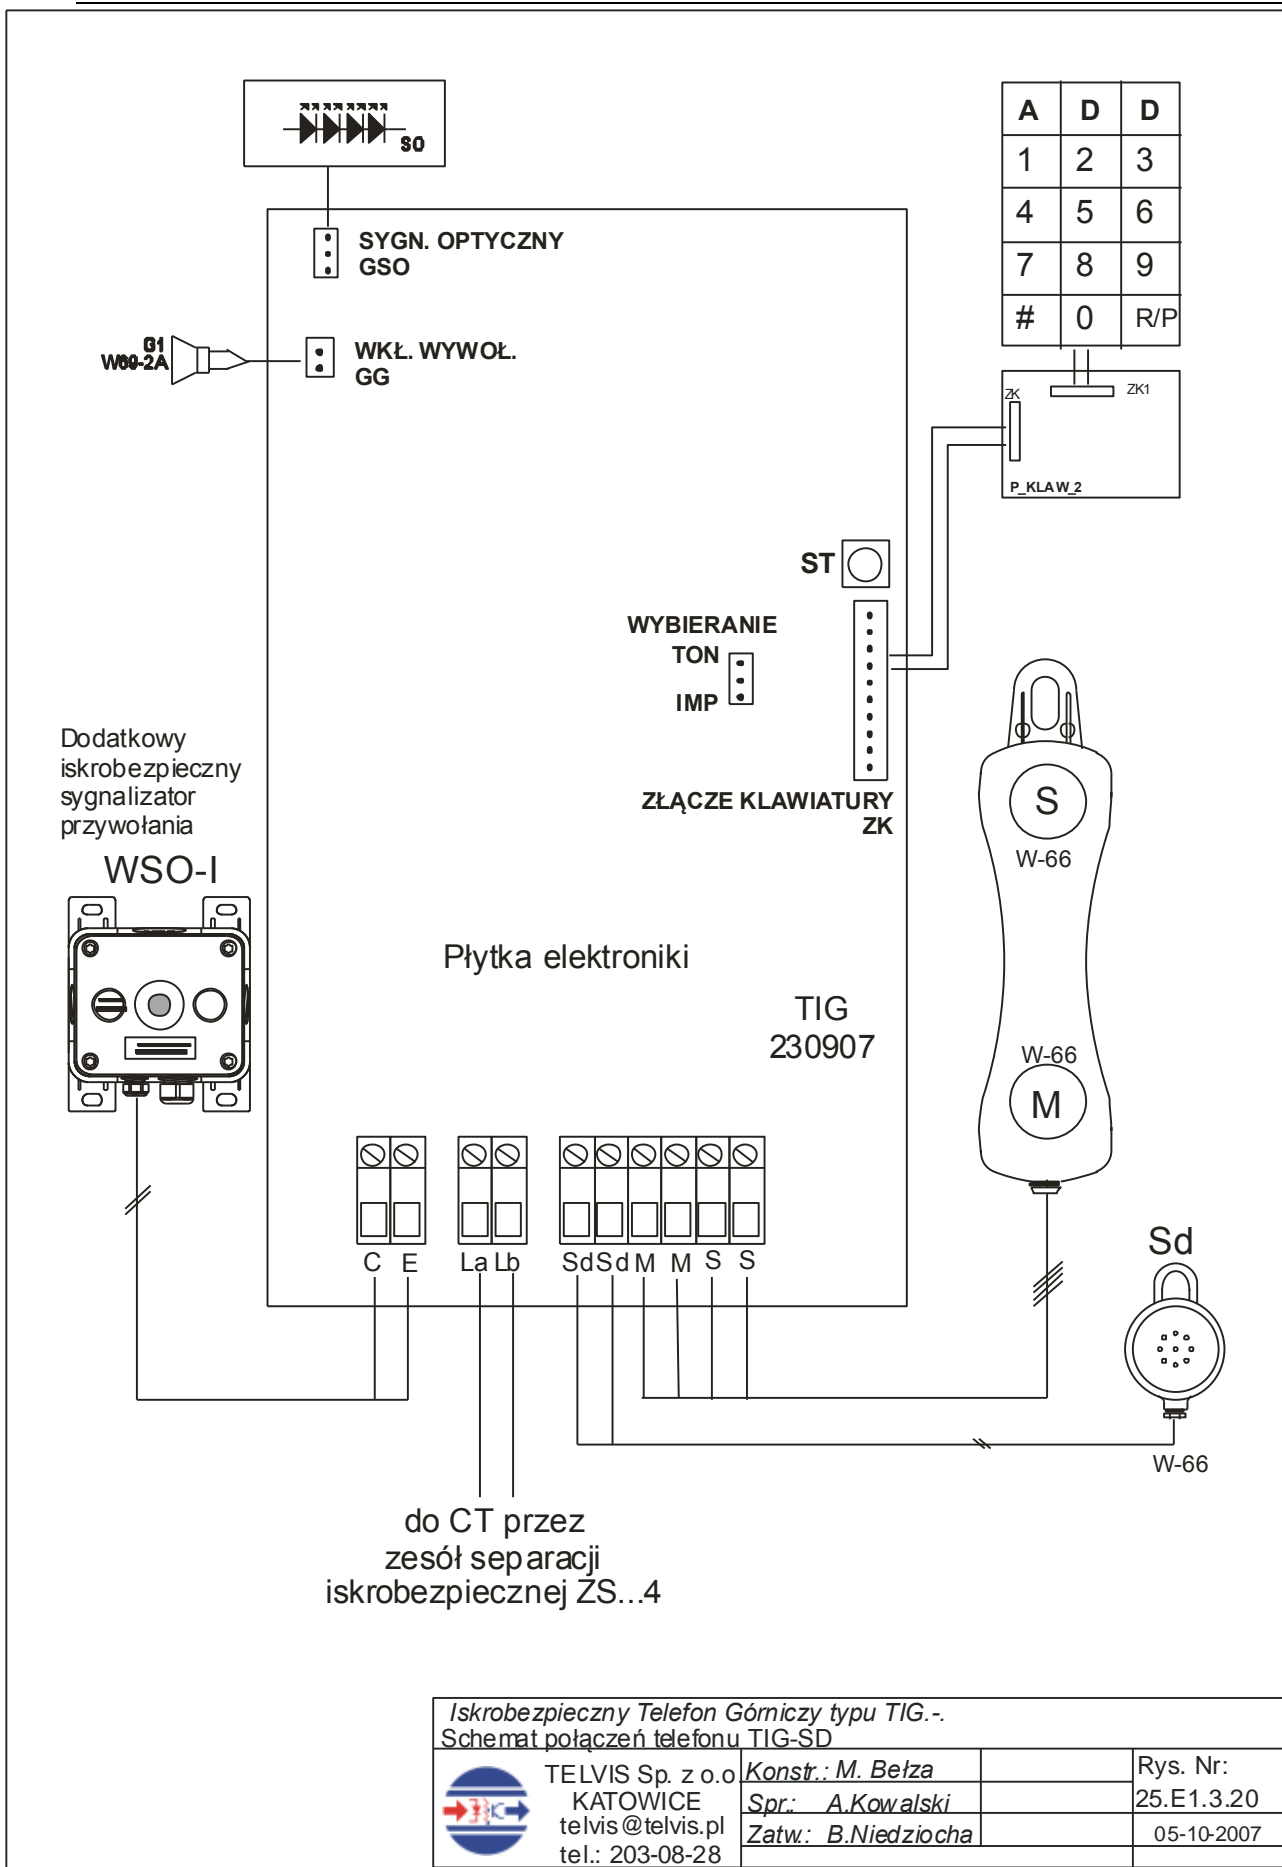 SO
A D D
1 2 3
4 5 6
7 8 9
# 0 R/P
SYGN. OPTYCZNY
GSO
G1
W69-2A
WKŁ. WYWOŁ.
GG
ZK
ZK1
P_KLAW_2
ST
WYBIERANIE
TON
IMP
ZŁĄCZE KLAWIATURY
ZK
Dodatkowy
iskrobezpieczny
sygnalizator
przywołania
WSO-I
S
W-66
Płytka elektroniki
TIG
230907
W-66
M
C E La Lb Sd Sd M M S S
Sd
W-66
do CT przez
zesół separacji
iskrobezpiecznej ZS...4
Iskrobezpieczny Telefon Górniczy typu TIG.-.
Schemat połączeń telefonu TIG-SD
TELVIS Sp. z o.o
KATOWICE
telvis@telvis.pl
tel.: 203-08-28
Konstr.: M. Bełza
Spr.: A.Kowalski
Zatw.: B.Niedziocha
Rys. Nr:
25.E1.3.20
05-10-2007